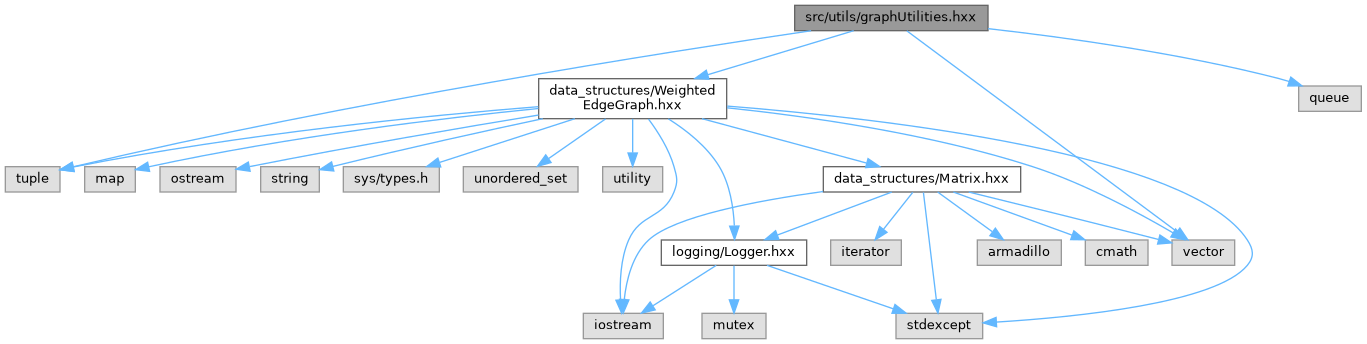 src/utils/graphUtilities.hxx
data_structures/Weighted
EdgeGraph.hxx
queue
tuple
map
ostream
string
sys/types.h
unordered_set
utility
data_structures/Matrix.hxx
logging/Logger.hxx
iterator
armadillo
cmath
vector
iostream
mutex
stdexcept